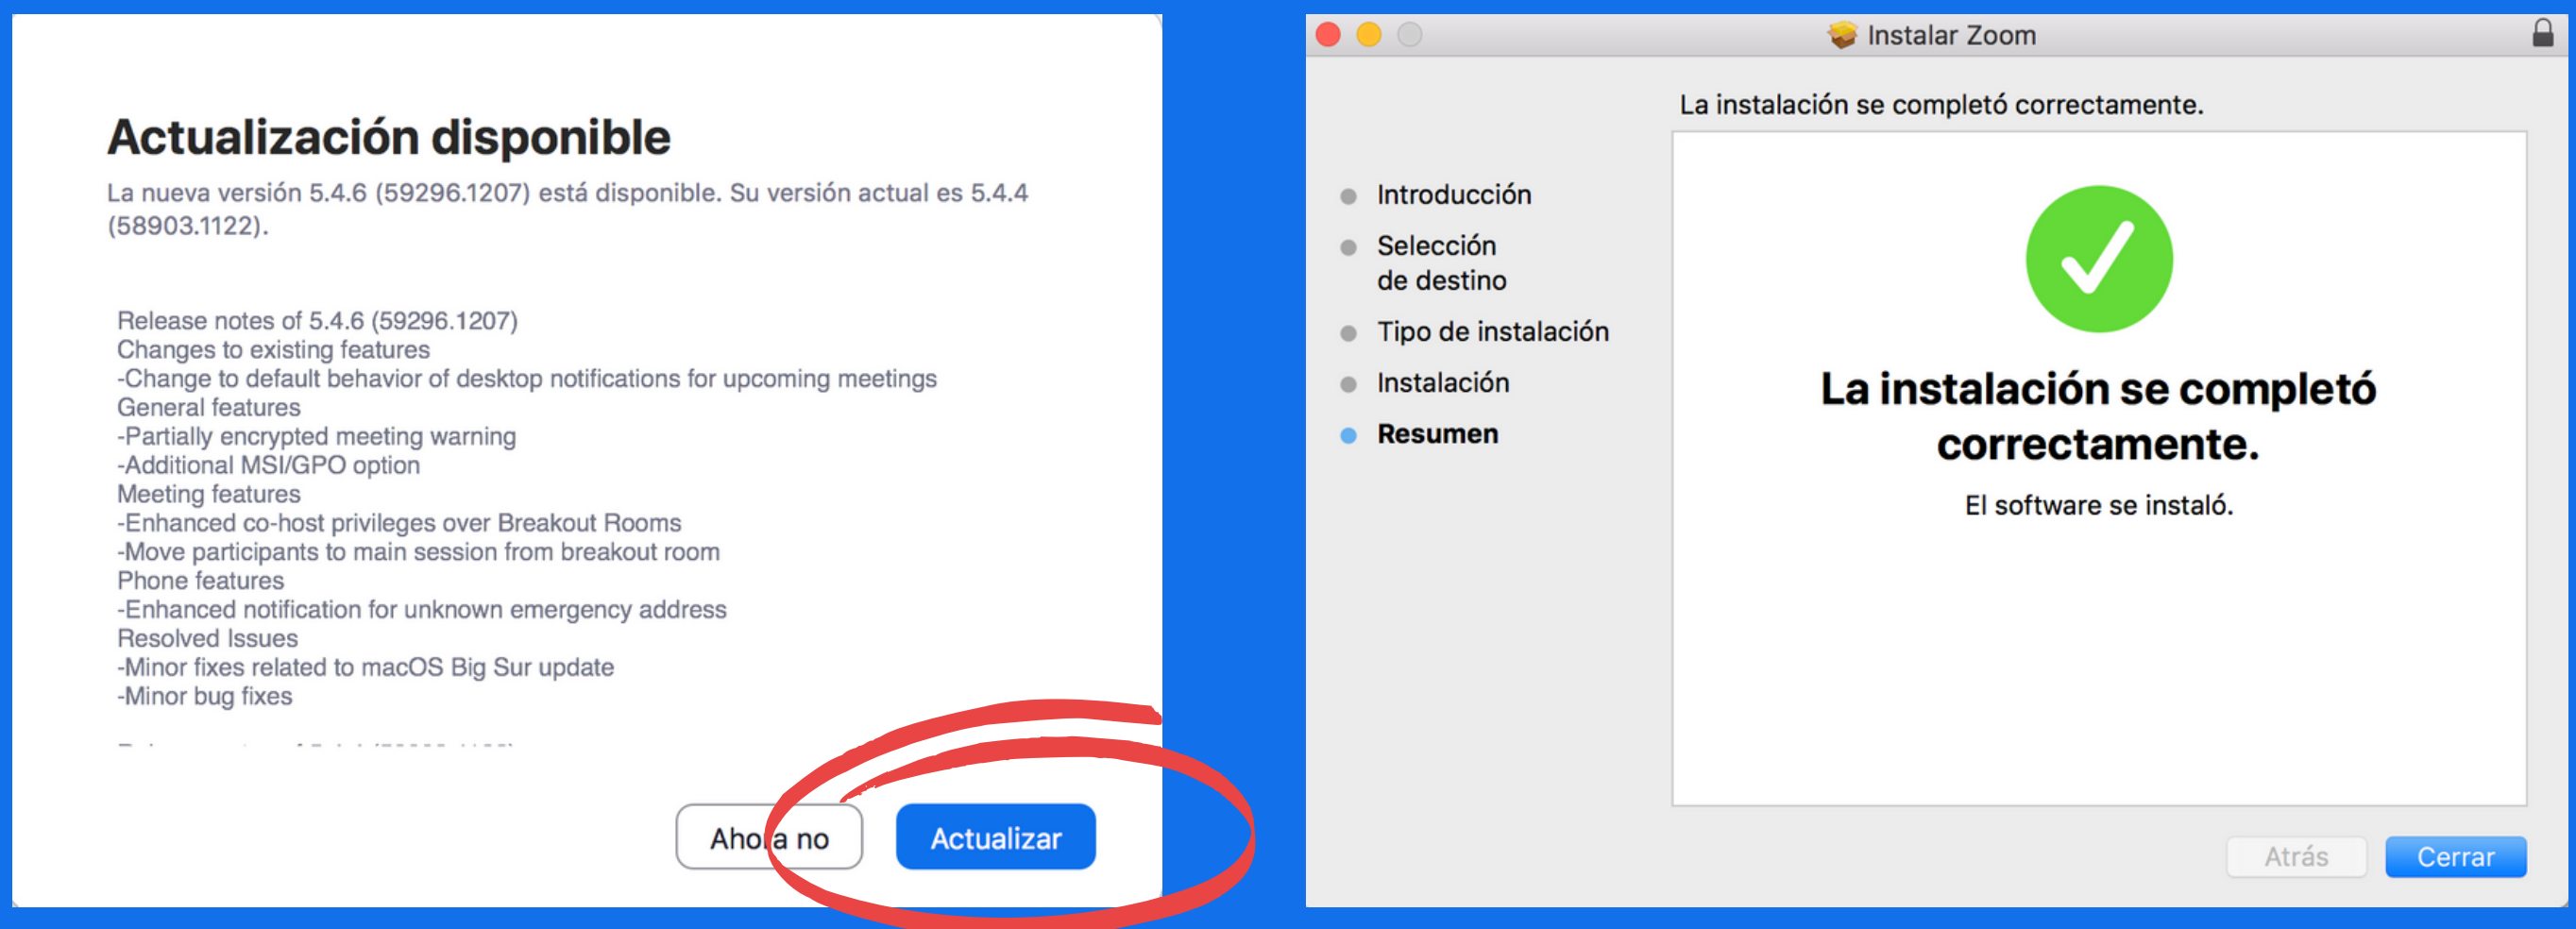 Actualización disponible
La nueva versión 5.4.6 (59296.1207) está disponible. Su versión actual es 5.4.4
(58903.1122).
Release notes of 5.4.6 (59296.1207)
Changes to existing features
-Change to default behavior of desktop notifications for upcoming meetings
General features
-Partially encrypted meeting warning
-Additional MSI/GPO option
Meeting features
-Enhanced co-host privileges over Breakout Rooms
-Move participants to main session from breakout room
Phone features
-Enhanced notification for unknown emergency address
Resolved Issues
-Minor fixes related to macOS Big Sur update
-Minor bug fixes
Ahora no
Actualizar
Instalar Zoom
La instalación se completó correctamente.
Introducción
Selección
de destino
Tipo de instalación
Instalación
Resumen
La instalación se completó
correctamente.
El software se instaló.
Atrás
Cerrar